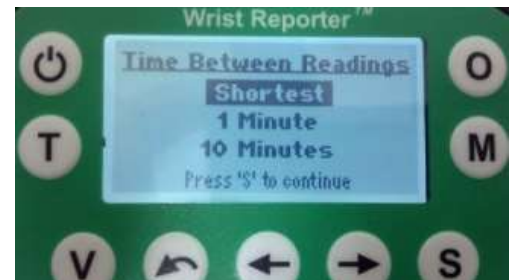 Wrist Reporter™
Time Between Readings
Shortest
1 Minute
10 Minutes
Press 'S' to continue
O
T
M
V
S